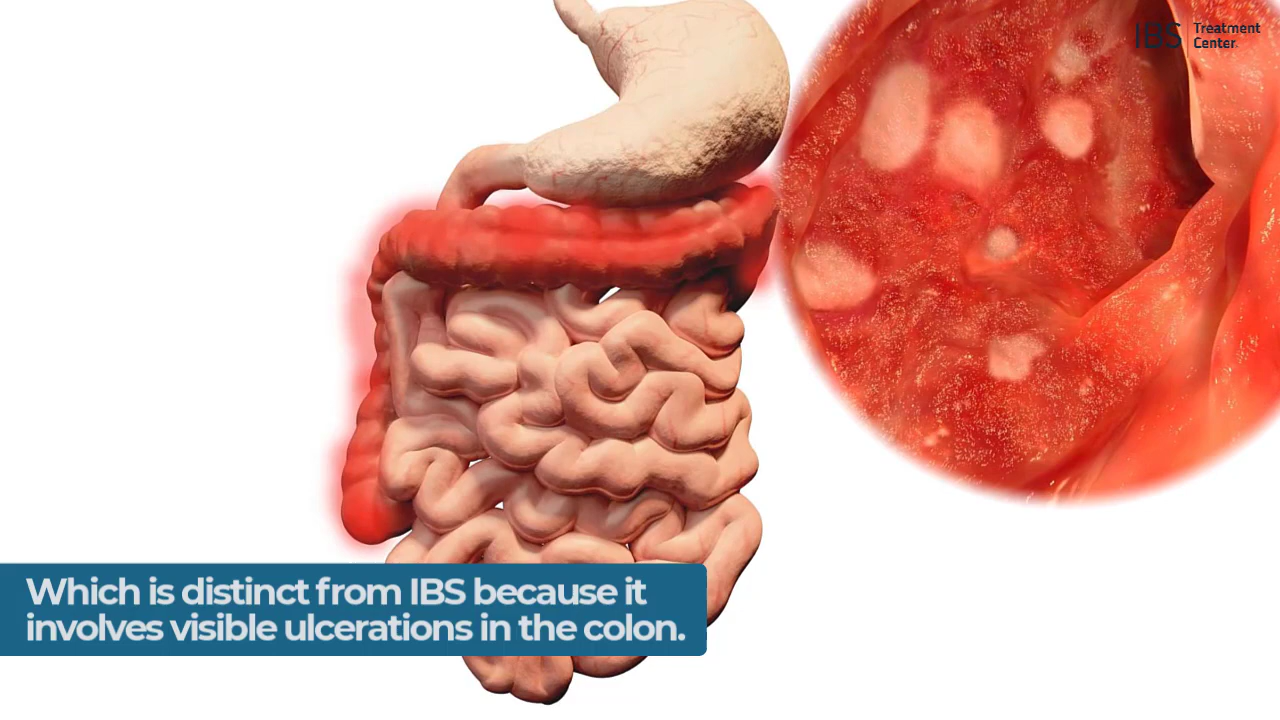 IBS Treatment
Center
Which is distinct from IBS because it
involves visible ulcerations in the colon.